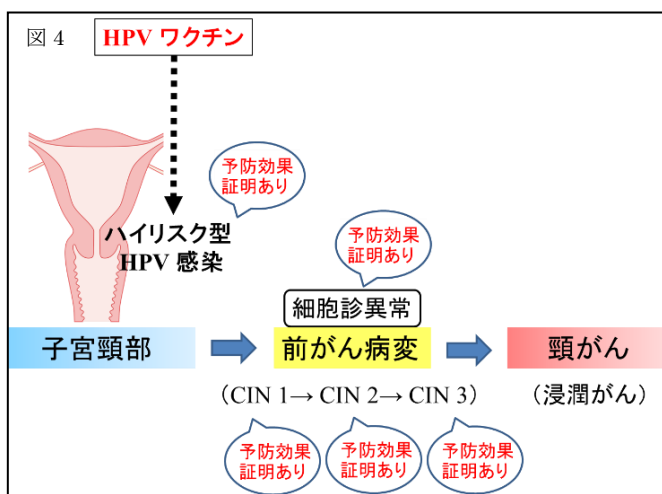 図 4
HPV ワクチン
予防効果
証明あり
ハイリスク型
HPV 感染
予防効果
証明あり
細胞診異常
子宮頸部
前がん病変
頸がん
(CIN 1→ CIN 2→ CIN 3)
(浸潤がん)
予防効果
証明あり
予防効果
証明あり
予防効果
証明あり